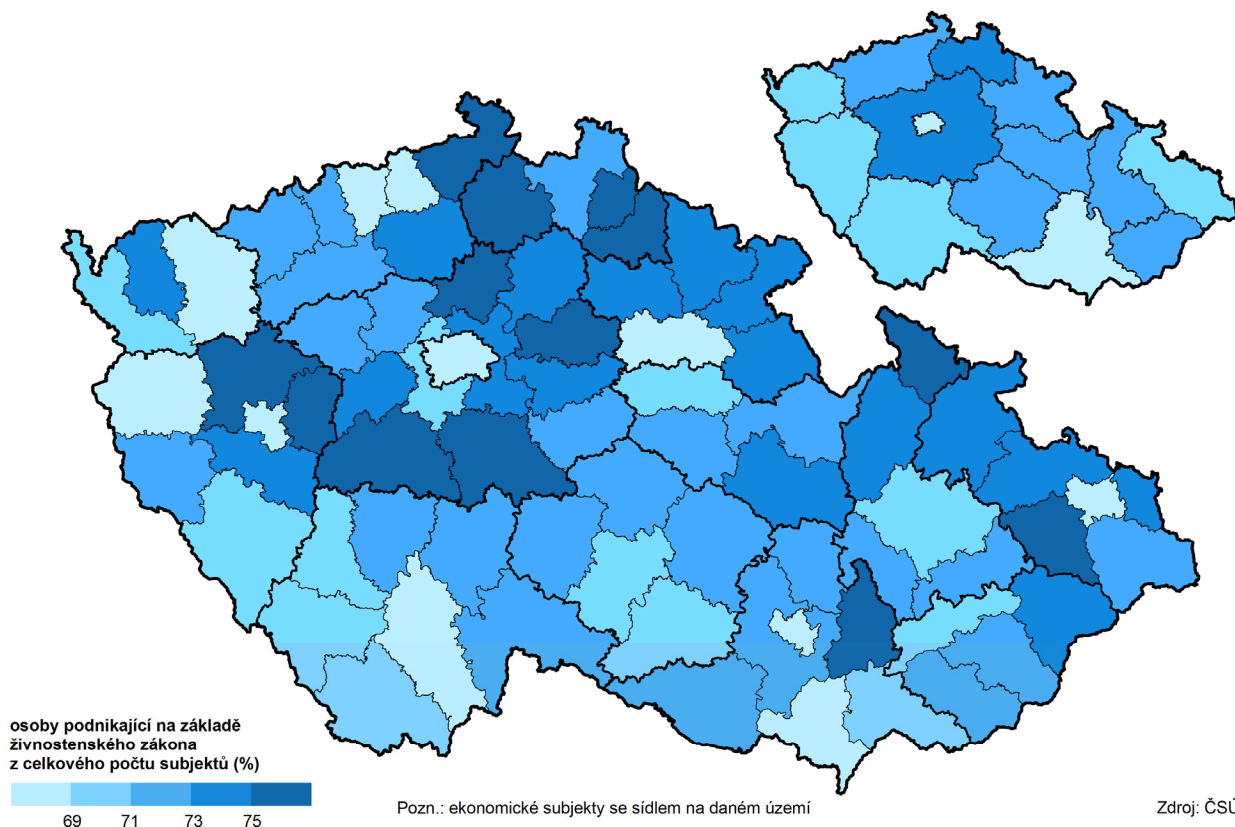 osoby podnikající na základě
živnostenského zákona
z celkového počtu subjektů (%)
69 71 73 75
Pozn.: ekonomické subjekty se sídlem na daném území
Zdroj: ČSÚ